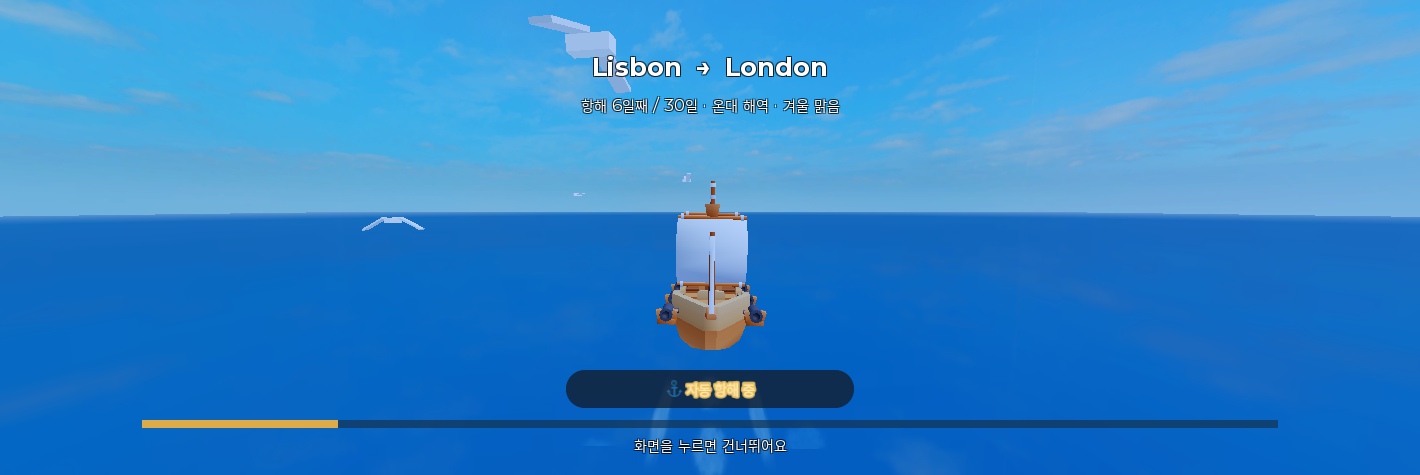 Lisbon → London
항해 6일째 / 30일 · 온대 해역 · 겨울 맑음
⚓ 자동 항해 중
화면을 누르면 건너뛰어요